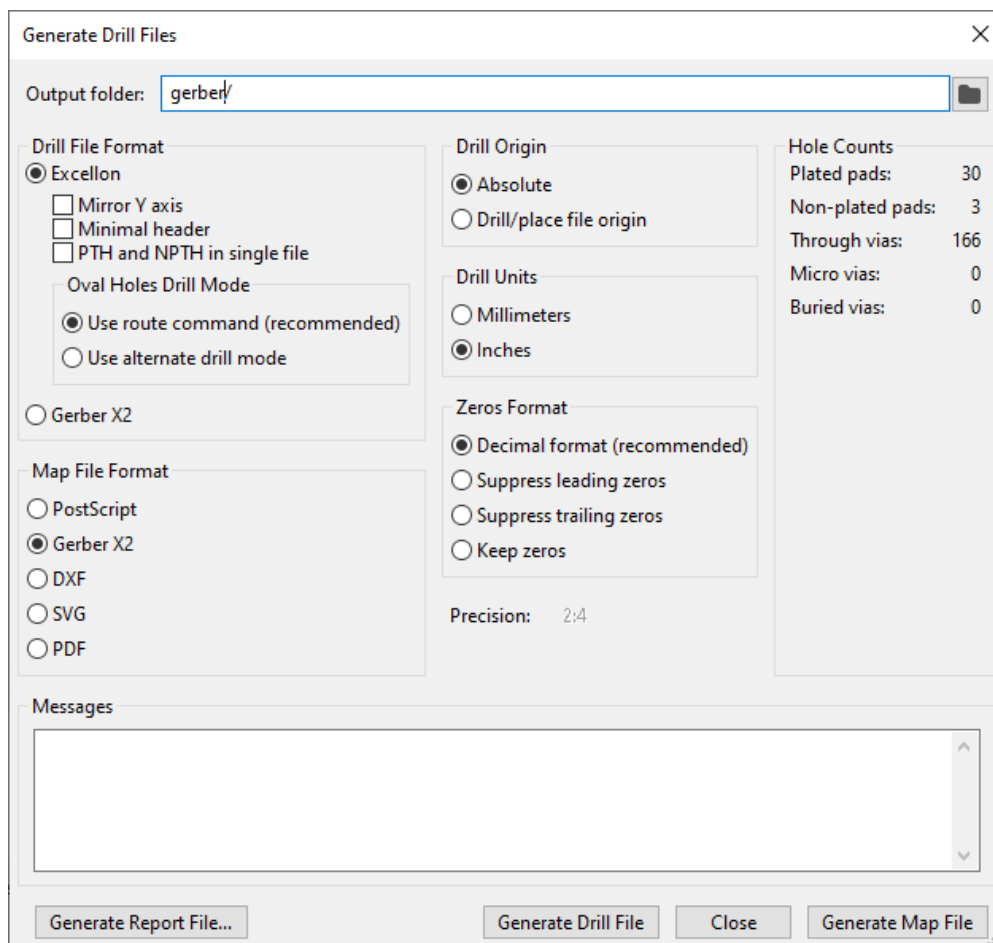 Generate Drill Files
Output folder: gerber/
Drill File Format
Excellon
Mirror Y axis
Minimal header
PTH and NPTH in single file
Oval Holes Drill Mode
Use route command (recommended)
Use alternate drill mode
Gerber X2
Map File Format
PostScript
Gerber X2
DXF
SVG
PDF
Drill Origin
Absolute
Drill/place file origin
Drill Units
Millimeters
Inches
Zeros Format
Decimal format (recommended)
Suppress leading zeros
Suppress trailing zeros
Keep zeros
Precision: 2:4
Hole Counts
Plated pads: 30
Non-plated pads: 3
Through vias: 166
Micro vias: 0
Buried vias: 0
Messages
Generate Report File... Generate Drill File Close Generate Map File